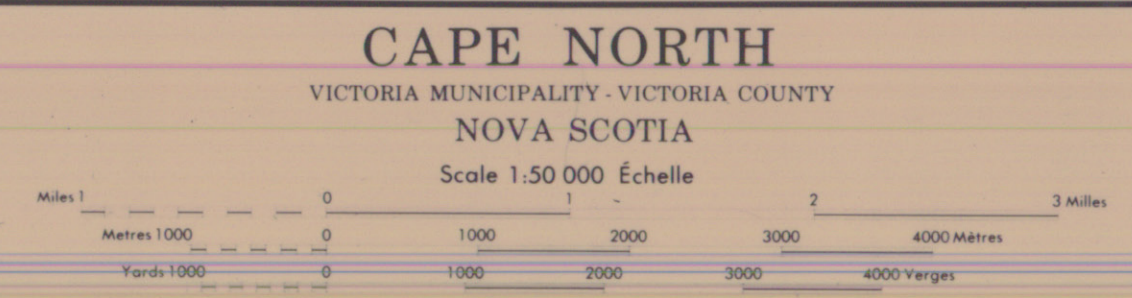 CAPE NORTH
VICTORIA MUNICIPALITY - VICTORIA COUNTY
NOVA SCOTIA
Scale 1:50 000 Échelle
Miles 1 0 1 2 3 Milles
Metres 1000 0 1000 2000 3000 4000 Mètres
Yards 1000 0 1000 2000 3000 4000 Verges